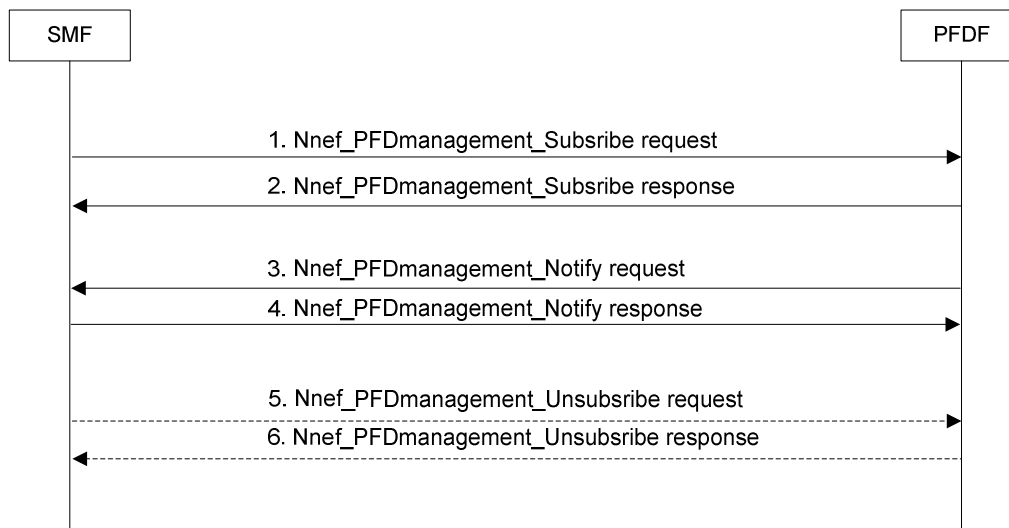 SMF
PFDF
1. Nnef_PFDmanagement_Subsribe request
2. Nnef_PFDmanagement_Subsribe response
3. Nnef_PFDmanagement_Notify request
4. Nnef_PFDmanagement_Notify response
5. Nnef_PFDmanagement_Unsubsribe request
6. Nnef_PFDmanagement_Unsubsribe response